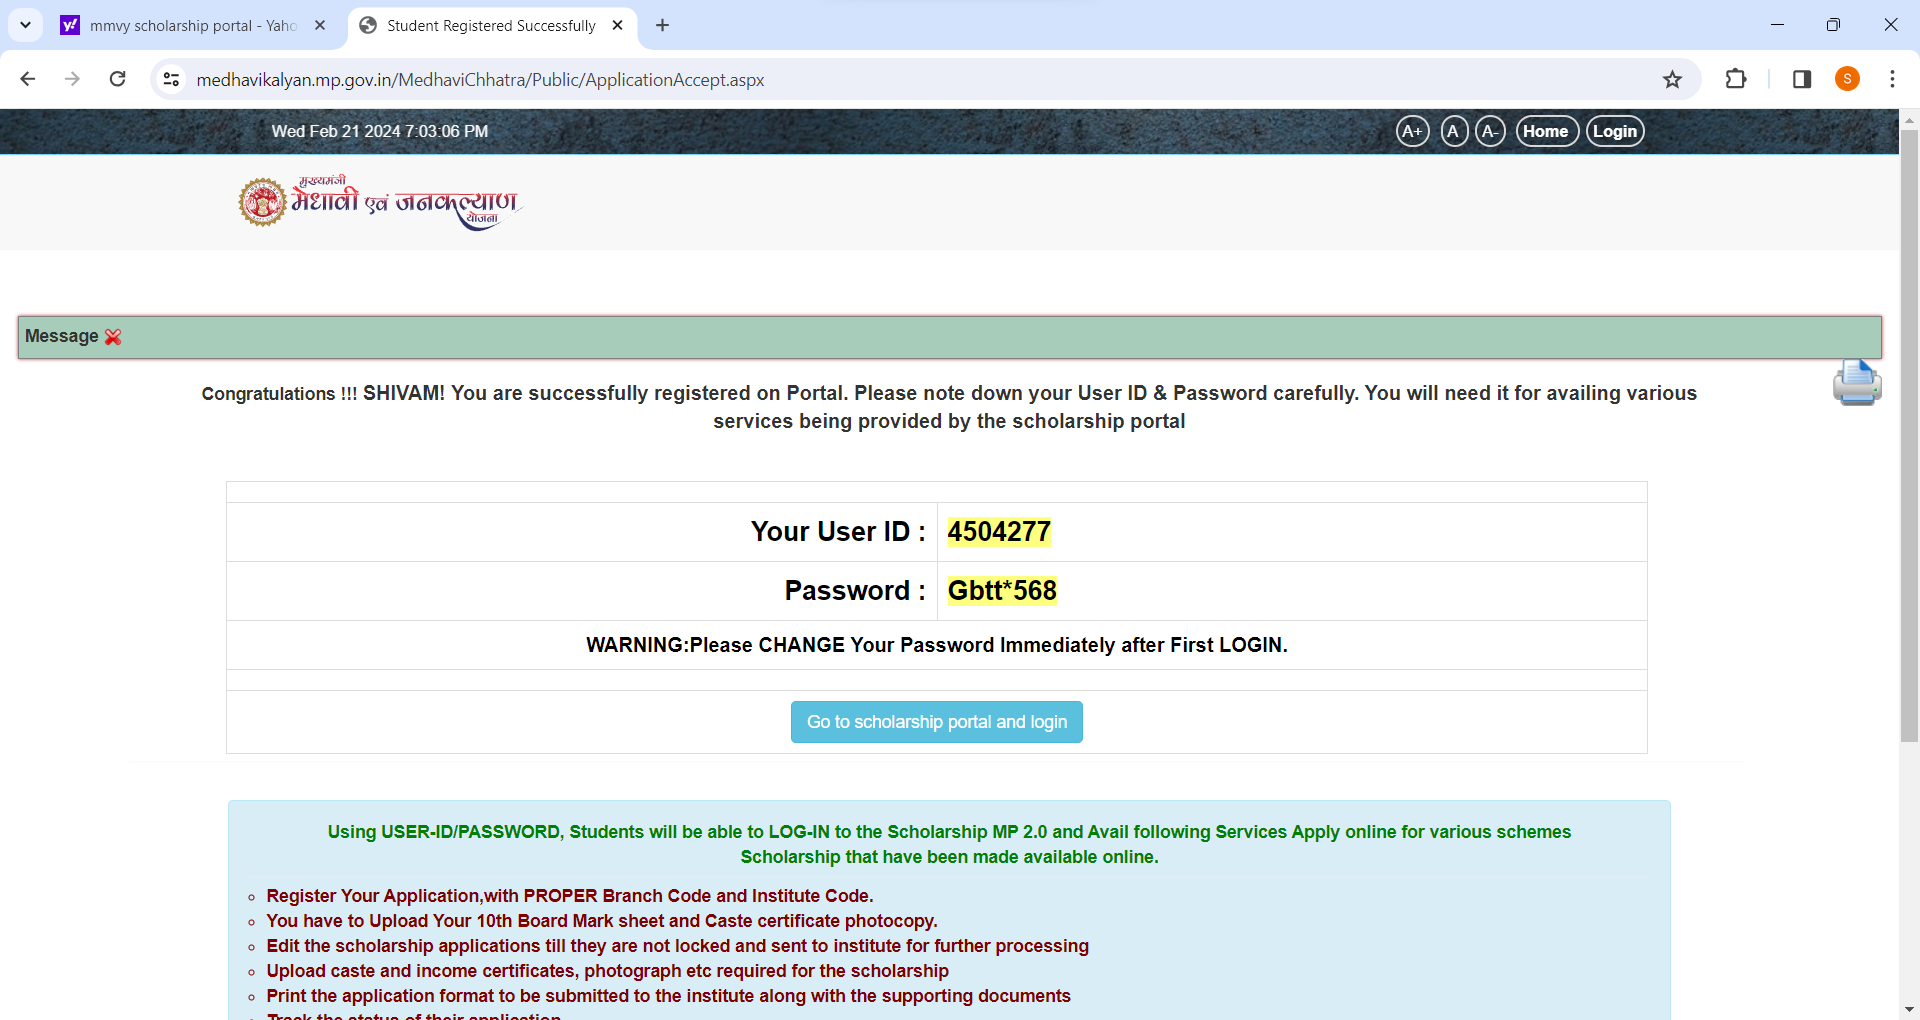 mmvy scholarship portal - Yaho
Student Registered Successfully
medhavikalyan.mp.gov.in/MedhaviChhatra/Public/ApplicationAccept.aspx
S
Wed Feb 21 2024 7:03:06 PM
A+ A A- Home Login
मुख्यमंत्री
मेधावी एवं जनकल्याण
योजना
Message
Congratulations !!! SHIVAM! You are successfully registered on Portal. Please note down your User ID & Password carefully. You will need it for availing various
services being provided by the scholarship portal
Your User ID : 4504277
Password : Gbtt*568
WARNING:Please CHANGE Your Password Immediately after First LOGIN.
Go to scholarship portal and login
Using USER-ID/PASSWORD, Students will be able to LOG-IN to the Scholarship MP 2.0 and Avail following Services Apply online for various schemes
Scholarship that have been made available online.
Register Your Application,with PROPER Branch Code and Institute Code.
You have to Upload Your 10th Board Mark sheet and Caste certificate photocopy.
Edit the scholarship applications till they are not locked and sent to institute for further processing
Upload caste and income certificates, photograph etc required for the scholarship
Print the application format to be submitted to the institute along with the supporting documents
Track the status of their application